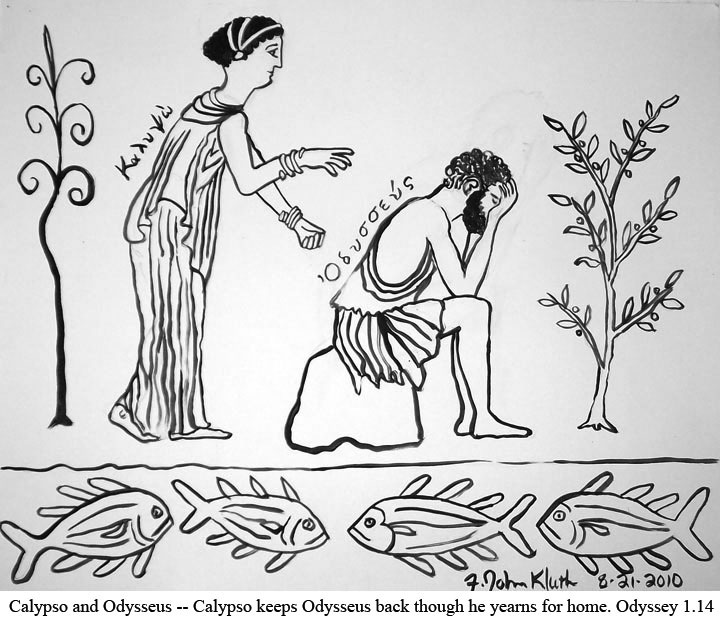 Καλυψώ
Ὀδυσσεύς
F. John Kluth 8-21-2010
Calypso and Odysseus -- Calypso keeps Odysseus back though he yearns for home. Odyssey 1.14